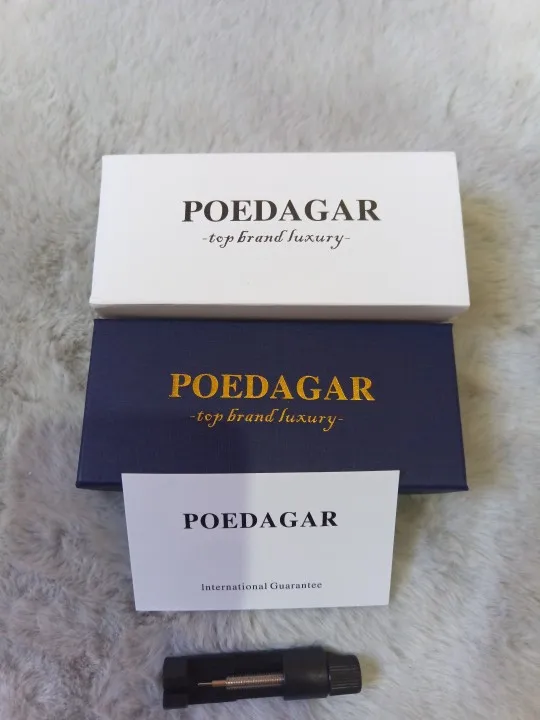 POEDAGAR
-top brand luxury-
POEDAGAR
-top brand luxury-
POEDAGAR
International Guarantee